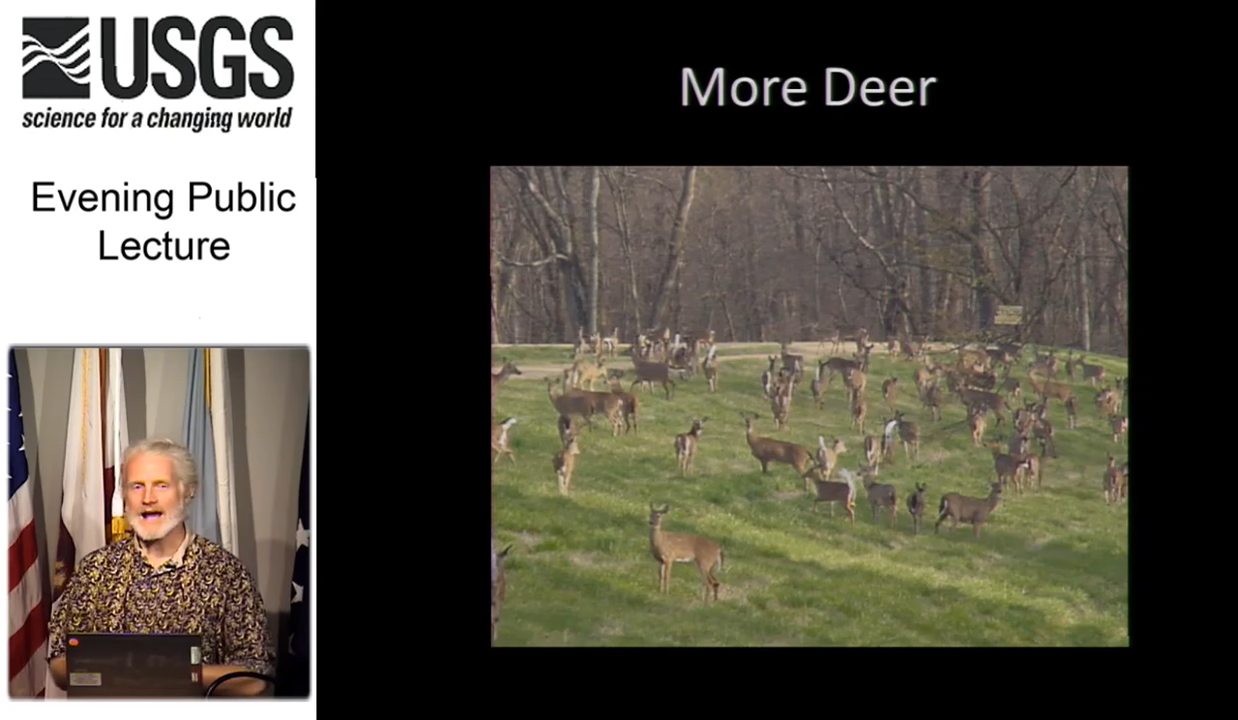 USGS
science for a changing world
Evening Public
Lecture
More Deer